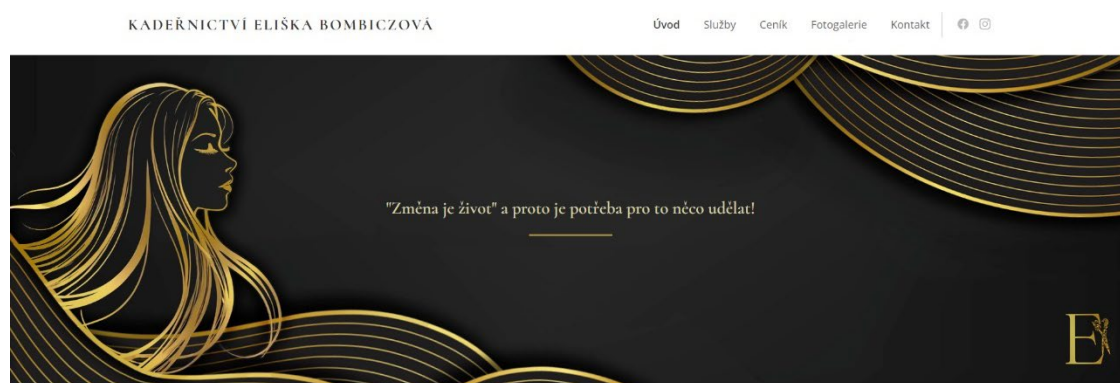 KADEŘNICTVÍ ELIŠKA BOMBICZOVÁ
Úvod Služby Ceník Fotogalerie Kontakt
"Změna je život" a proto je potřeba pro to něco udělat!
E